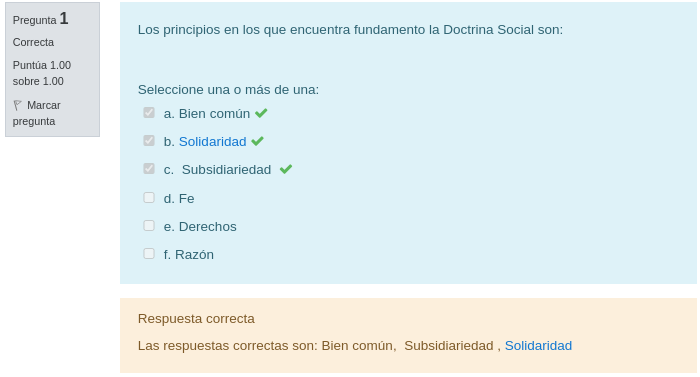 Pregunta 1
Correcta
Puntúa 1.00
sobre 1.00
Marcar
pregunta
Los principios en los que encuentra fundamento la Doctrina Social son:
Seleccione una o más de una:
a. Bien común
b. Solidaridad
c. Subsidiariedad
d. Fe
e. Derechos
f. Razón
Respuesta correcta
Las respuestas correctas son: Bien común, Subsidiariedad , Solidaridad